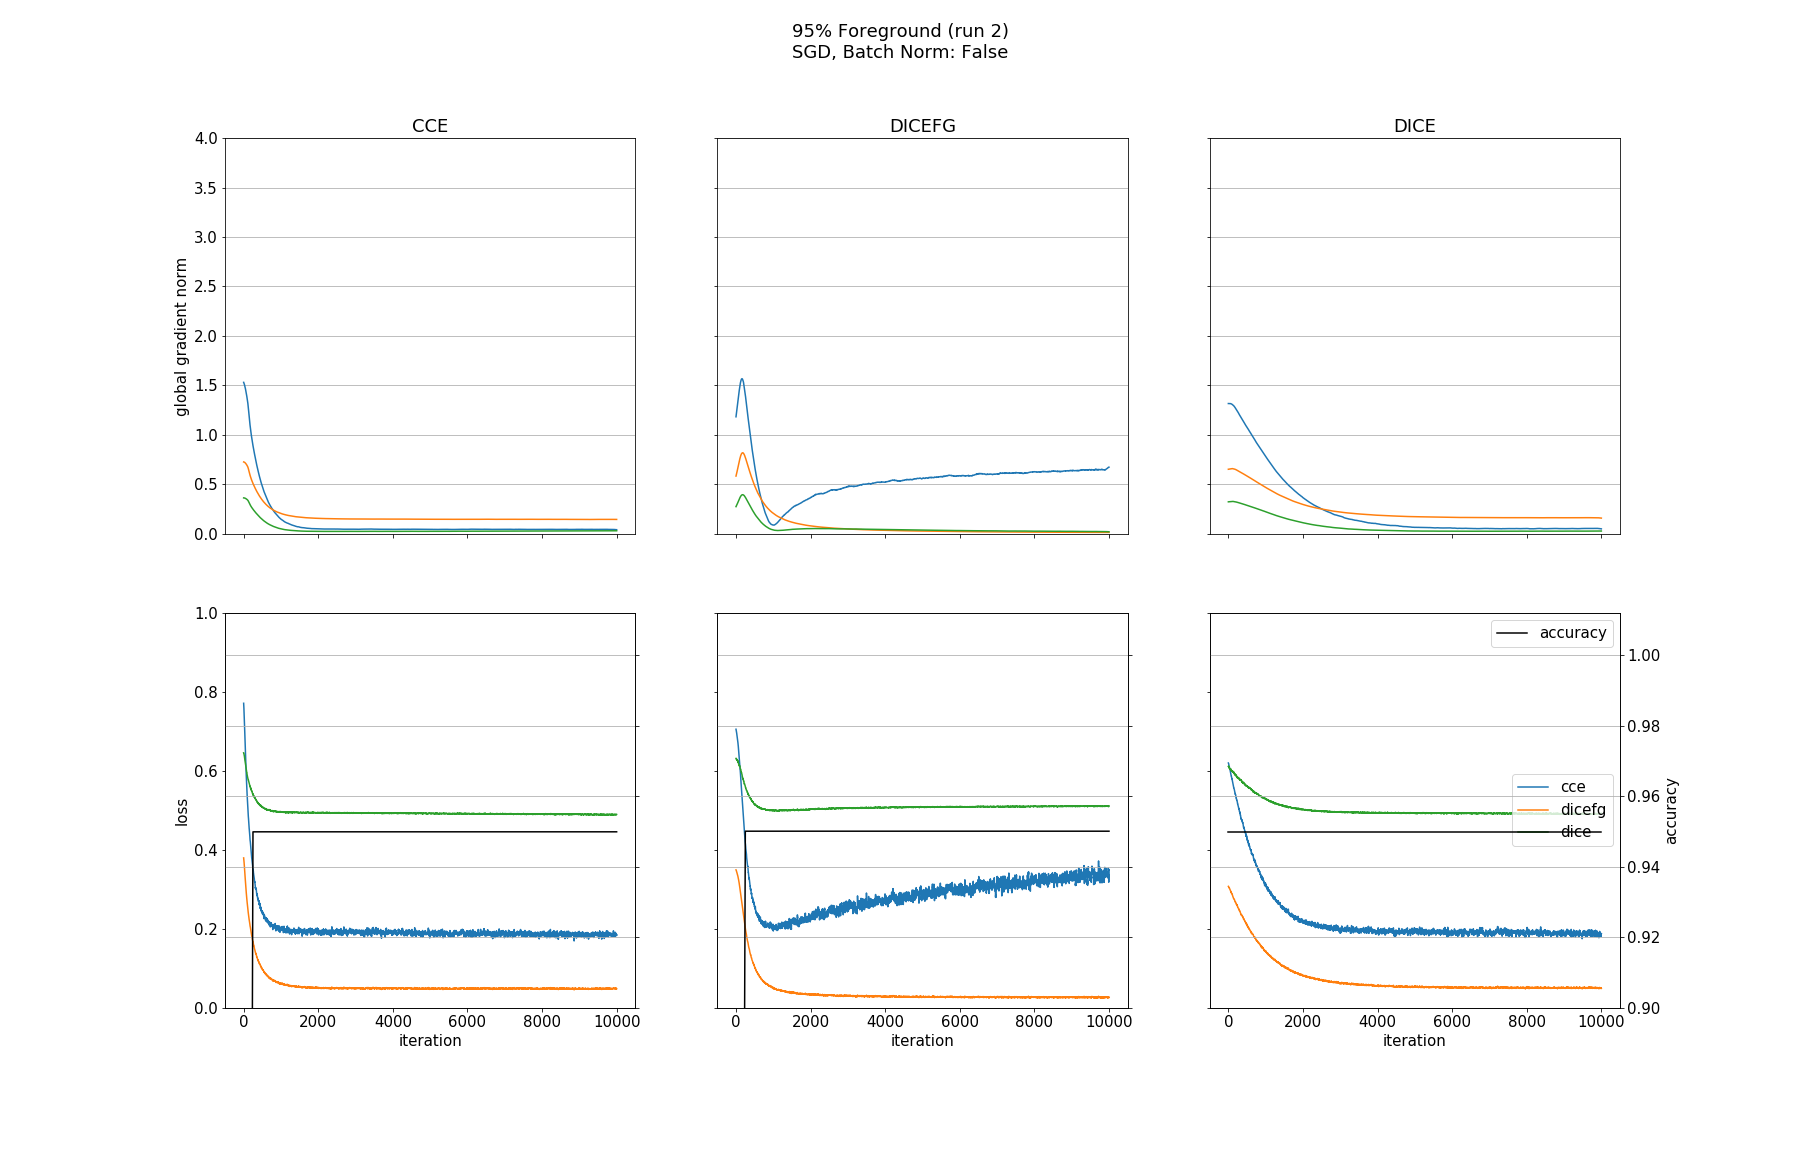 95% Foreground (run 2)
SGD, Batch Norm: False
CCE
DICEFG
DICE
global gradient norm
4.0
3.5
3.0
2.5
2.0
1.5
1.0
0.5
0.0
loss
1.0
0.8
0.6
0.4
0.2
0.0
0 2000 4000 6000 8000 10000
iteration
0 2000 4000 6000 8000 10000
iteration
accuracy
cce
dicefg
dice
1.00
0.98
0.96
0.94
0.92
0.90
accuracy
0 2000 4000 6000 8000 10000
iteration